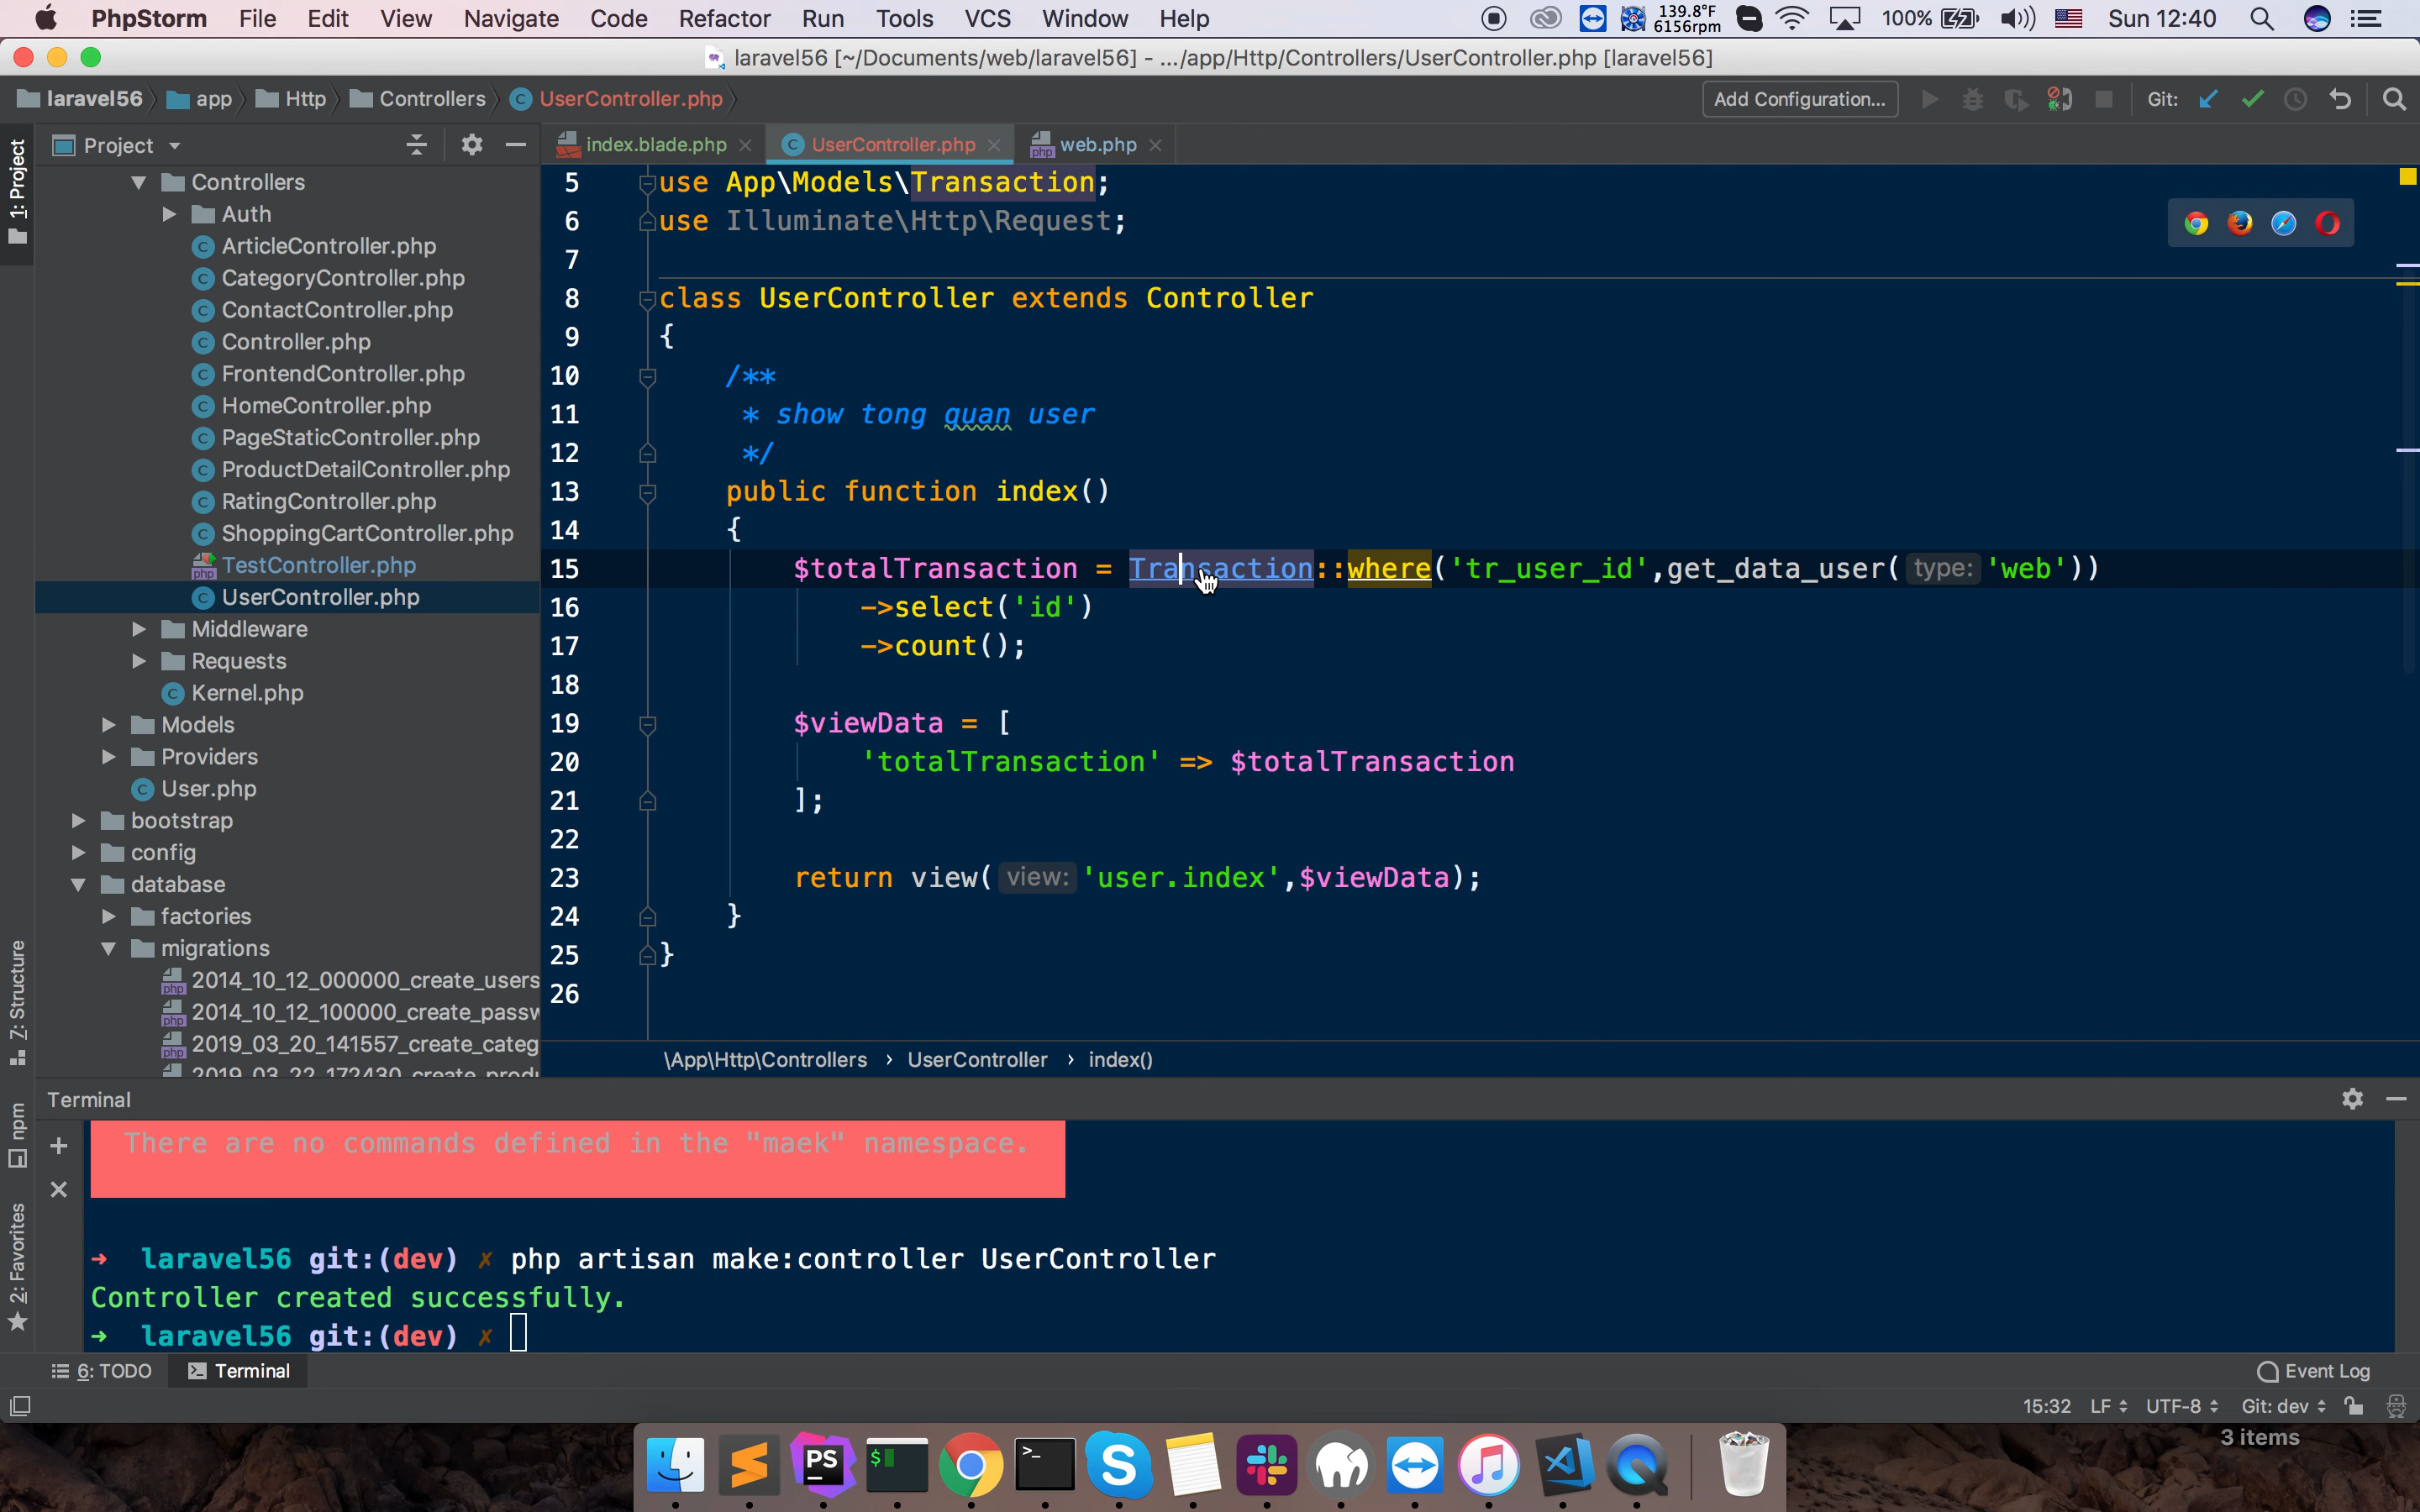 PhpStorm File Edit View Navigate Code Refactor Run Tools VCS Window Help 139.8°F 6156rpm 100% Sun 12:40
laravel56 [~/Documents/web/laravel56] - .../app/Http/Controllers/UserController.php [laravel56]
laravel56 app Http Controllers UserController.php Add Configuration... Git:
1: Project
Project
index.blade.php UserController.php web.php
Controllers
Auth
ArticleController.php
CategoryController.php
ContactController.php
Controller.php
FrontendController.php
HomeController.php
PageStaticController.php
ProductDetailController.php
RatingController.php
ShoppingCartController.php
TestController.php
UserController.php
Middleware
Requests
Kernel.php
Models
Providers
User.php
bootstrap
config
database
factories
migrations
2014_10_12_000000_create_users
2014_10_12_100000_create_passw
2019_03_20_141557_create_categ
2019_03_22_172430_create_produ
5 use App\Models\Transaction;
6 use Illuminate\Http\Request;
7
8 class UserController extends Controller
9 {
10 /**
11 * show tong quan user
12 */
13 public function index()
14 {
15 $totalTransaction = Transaction::where('tr_user_id',get_data_user( type: 'web'))
16 ->select('id')
17 ->count();
18
19 $viewData = [
20 'totalTransaction' => $totalTransaction
21 ];
22
23 return view( view: 'user.index',$viewData);
24 }
25 }
26
\App\Http\Controllers › UserController › index()
7: Structure
npm
2: Favorites
Terminal
There are no commands defined in the "maek" namespace.
➜ laravel56 git:(dev) ✗ php artisan make:controller UserController
Controller created successfully.
➜ laravel56 git:(dev) ✗
6: TODO Terminal Event Log
15:32 LF UTF-8 Git: dev
3 items
PS